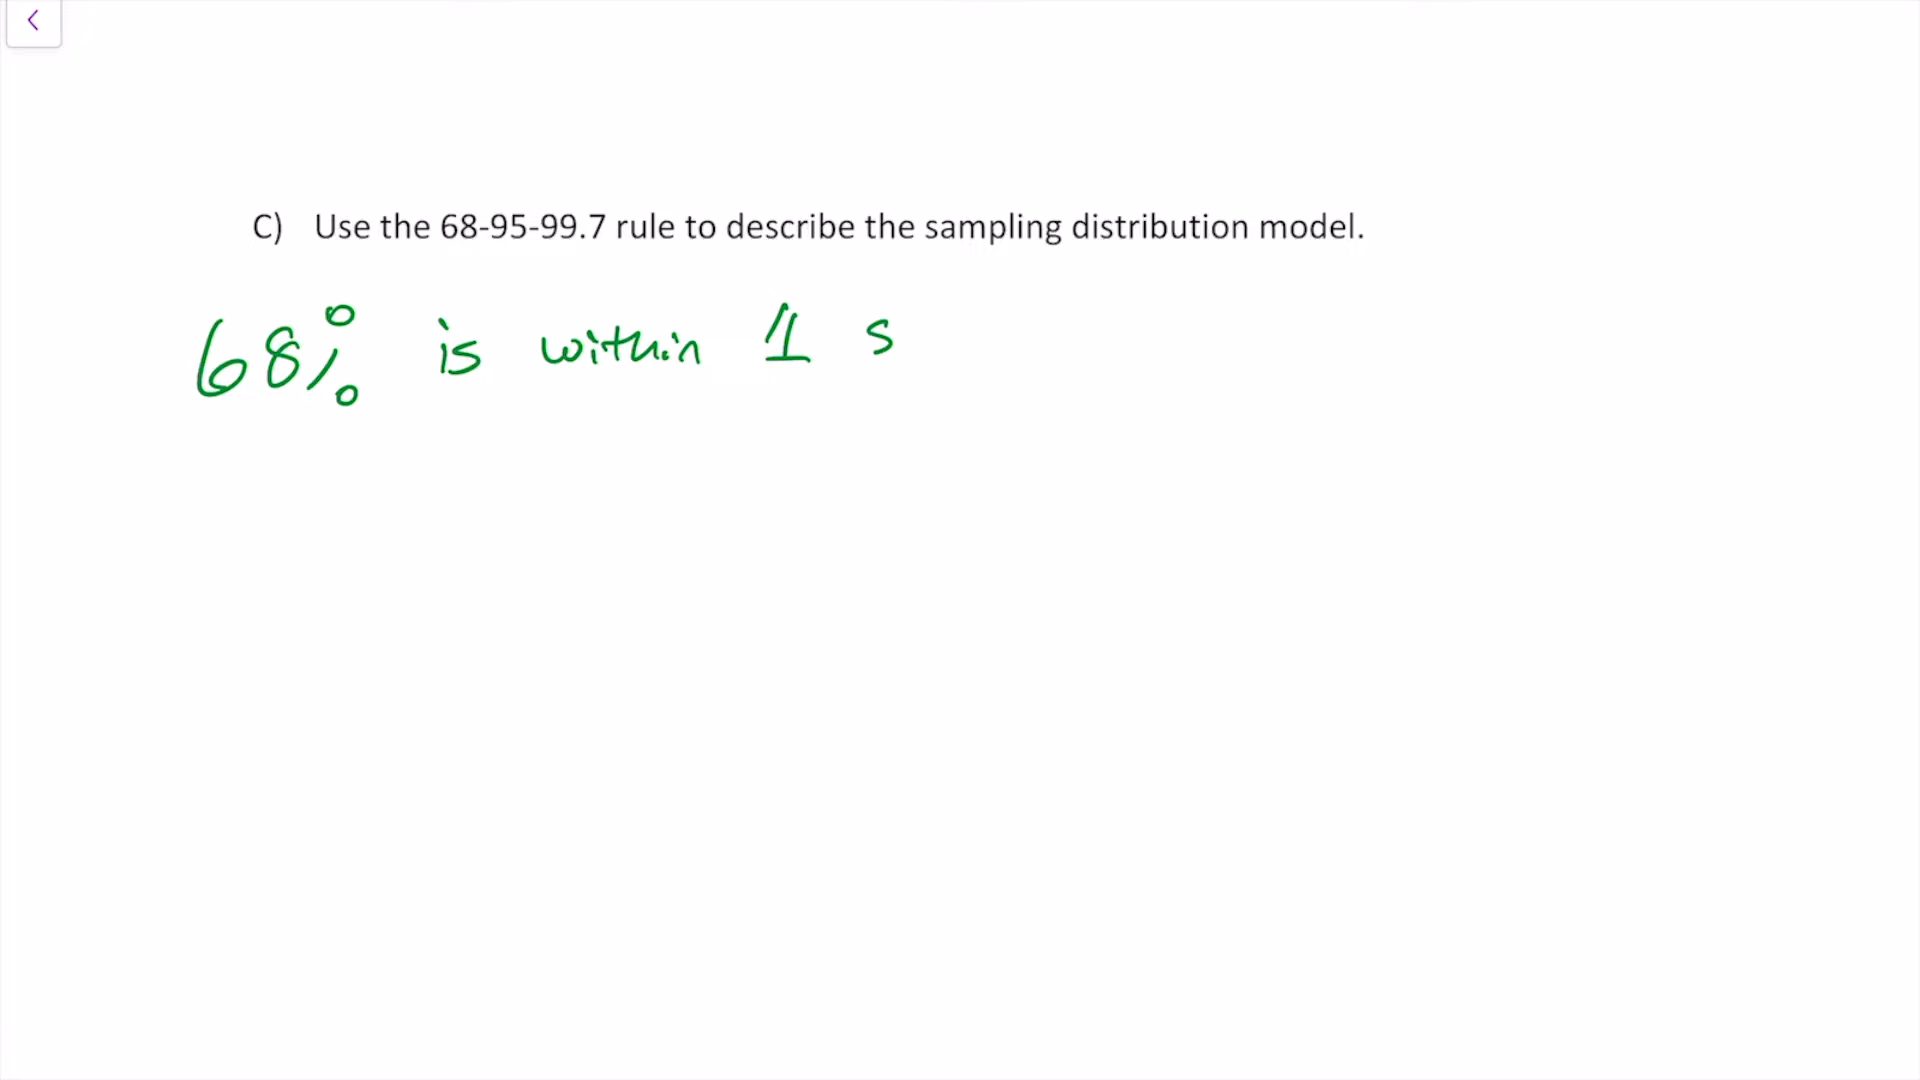 C) Use the 68-95-99.7 rule to describe the sampling distribution model.
68% is within 1 s